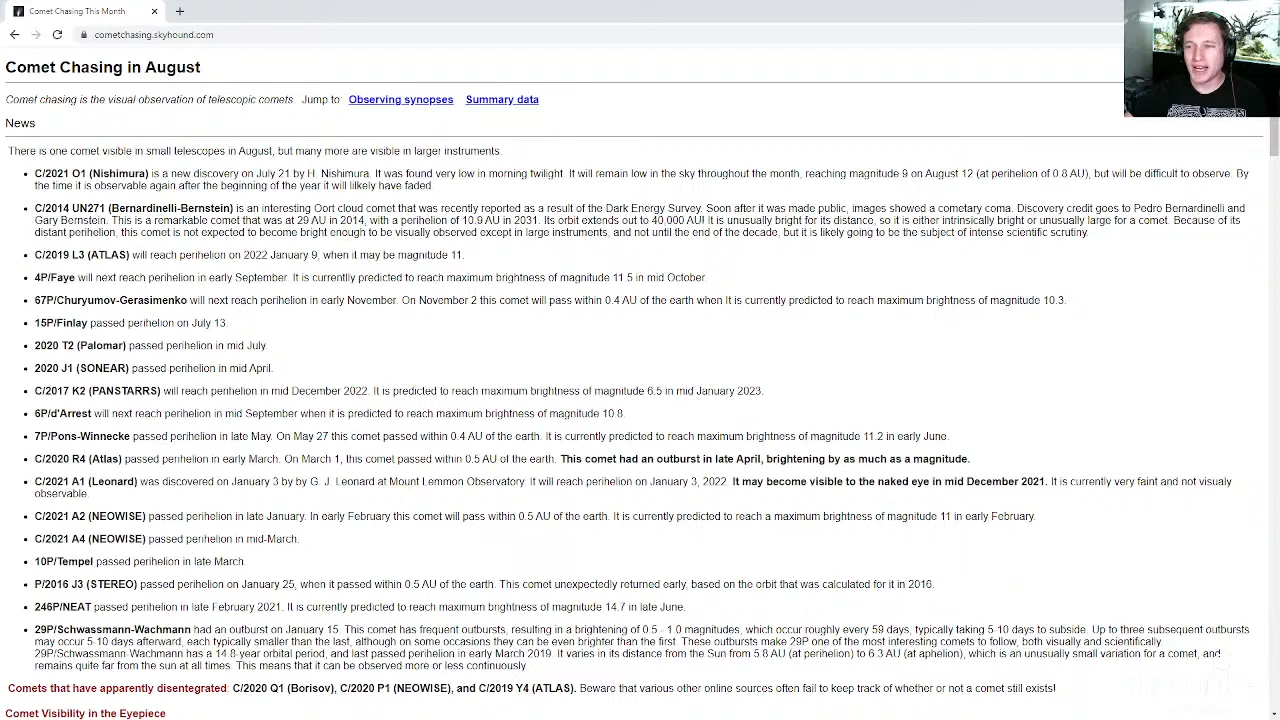 Comet Chasing This Month
cometchasing.skyhound.com
Comet Chasing in August
Comet chasing is the visual observation of telescopic comets. Jump to: Observing synopses Summary data
News
There is one comet visible in small telescopes in August, but many more are visible in larger instruments.
C/2021 O1 (Nishimura) is a new discovery on July 21 by H. Nishimura. It was found very low in morning twilight. It will remain low in the sky throughout the month, reaching magnitude 9 on August 12 (at perihelion of 0.8 AU), but will be difficult to observe. By
the time it is observable again after the beginning of the year it will lilkely have faded.
C/2014 UN271 (Bernardinelli-Bernstein) is an interesting Oort cloud comet that was recently reported as a result of the Dark Energy Survey. Soon after it was made public, images showed a cometary coma. Discovery credit goes to Pedro Bernardinelli and
Gary Bernstein. This is a remarkable comet that was at 29 AU in 2014, with a perihelion of 10.9 AU in 2031. Its orbit extends out to 40,000 AU! It is unusually bright for its distance, so it is either intrinsically bright or unusually large for a comet. Because of its
distant perihelion, this comet is not expected to become bright enough to be visually observed except in large instruments, and not until the end of the decade, but it is likely going to be the subject of intense scientific scrutiny.
C/2019 L3 (ATLAS) will reach perihelion on 2022 January 9, when it may be magnitude 11.
4P/Faye will next reach perihelion in early September. It is currently predicted to reach maximum brightness of magnitude 11.5 in mid October.
67P/Churyumov-Gerasimenko will next reach perihelion in early November. On November 2 this comet will pass within 0.4 AU of the earth when It is currently predicted to reach maximum brightness of magnitude 10.3.
15P/Finlay passed perihelion on July 13.
2020 T2 (Palomar) passed perihelion in mid July.
2020 J1 (SONEAR) passed perihelion in mid April.
C/2017 K2 (PANSTARRS) will reach perihelion in mid December 2022. It is predicted to reach maximum brightness of magnitude 6.5 in mid January 2023.
6P/d'Arrest will next reach perihelion in mid September when it is predicted to reach maximum brightness of magnitude 10.8.
7P/Pons-Winnecke passed perihelion in late May. On May 27 this comet passed within 0.4 AU of the earth. It is currently predicted to reach maximum brightness of magnitude 11.2 in early June.
C/2020 R4 (Atlas) passed perihelion in early March. On March 1, this comet passed within 0.5 AU of the earth. This comet had an outburst in late April, brightening by as much as a magnitude.
C/2021 A1 (Leonard) was discovered on January 3 by by G. J. Leonard at Mount Lemmon Observatory. It will reach perihelion on January 3, 2022. It may become visible to the naked eye in mid December 2021. It is currently very faint and not visualy
observable.
C/2021 A2 (NEOWISE) passed perihelion in late January. In early February this comet will pass within 0.5 AU of the earth. It is currently predicted to reach a maximum brightness of magnitude 11 in early February.
C/2021 A4 (NEOWISE) passed perihelion in mid-March.
10P/Tempel passed perihelion in late March.
P/2016 J3 (STEREO) passed perihelion on January 25, when it passed within 0.5 AU of the earth. This comet unexpectedly returned early, based on the orbit that was calculated for it in 2016.
246P/NEAT passed perihelion in late February 2021. It is currently predicted to reach maximum brightness of magnitude 14.7 in late June.
29P/Schwassmann-Wachmann had an outburst on January 15. This comet has frequent outbursts, resulting in a brightening of 0.5 - 1.0 magnitudes, which occur roughly every 59 days, typically taking 5-10 days to subside. Up to three subsequent outbursts
may occur 5-10 days afterward, each typically smaller than the last, although on some occasions they can be even brighter than the first. These outbursts make 29P one of the most interesting comets to follow, both visually and scientifically.
29P/Schwassmann-Wachmann has a 14.8-year orbital period, and last passed perihelion in early March 2019. It varies in its distance from the Sun from 5.8 AU (at perihelion) to 6.3 AU (at aphelion), which is an unusually small variation for a comet, and
remains quite far from the sun at all times. This means that it can be observed more or less continuously.
Comets that have apparently disentegrated: C/2020 Q1 (Borisov), C/2020 P1 (NEOWISE), and C/2019 Y4 (ATLAS). Beware that various other online sources often fail to keep track of whether or not a comet still exists!
Comet Visibility in the Eyepiece